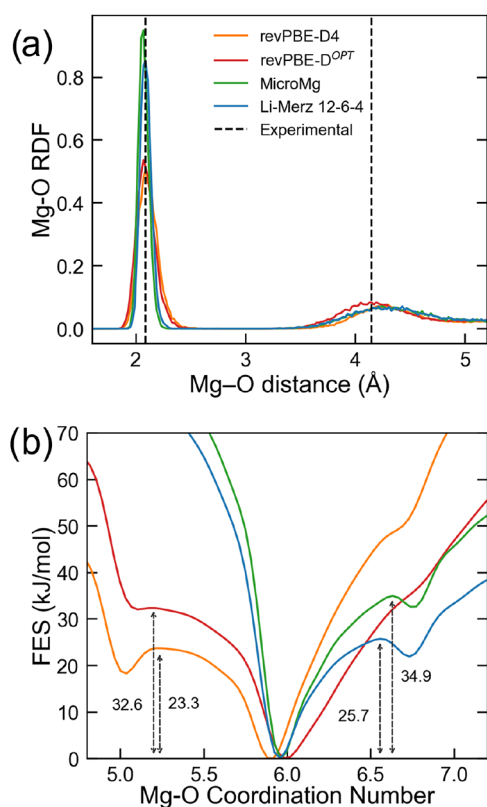 (a)
Mg-O RDF
0.8
0.6
0.4
0.2
0.0
revPBE-D4
revPBE-D^OPT
MicroMg
Li-Merz 12-6-4
Experimental
2
3
4
5
Mg–O distance (Å)
(b)
FES (kJ/mol)
70
60
50
40
30
20
10
0
32.6
23.3
25.7
34.9
5.0
5.5
6.0
6.5
7.0
Mg-O Coordination Number